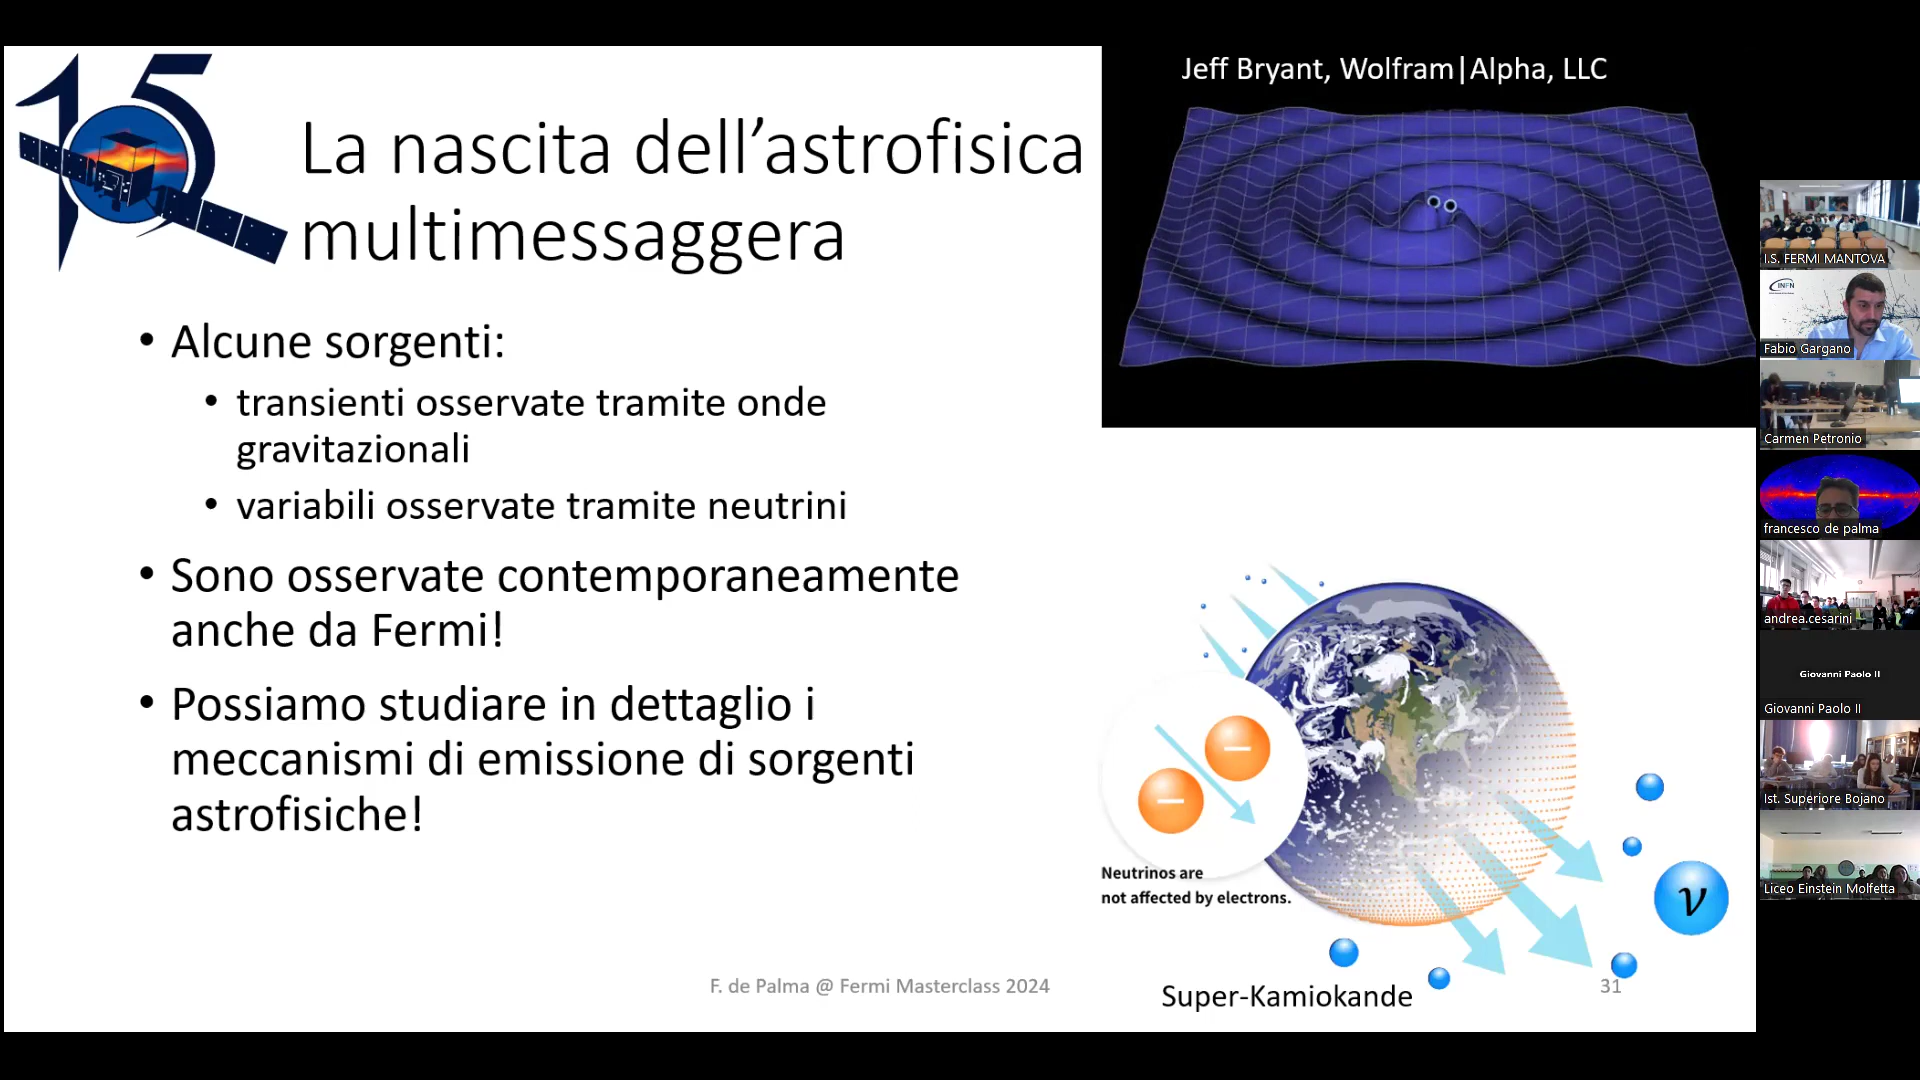 15
La nascita dell’astrofisica
multimessaggera
• Alcune sorgenti:
• transienti osservate tramite onde
gravitazionali
• variabili osservate tramite neutrini
• Sono osservate contemporaneamente
anche da Fermi!
• Possiamo studiare in dettaglio i
meccanismi di emissione di sorgenti
astrofisiche!
Jeff Bryant, Wolfram|Alpha, LLC
Neutrinos are
not affected by electrons.
ν
Super-Kamiokande
F. de Palma @ Fermi Masterclass 2024
31
I.S. FERMI MANTOVA
INFN
Fabio Gargano
Carmen Petronio
francesco de palma
andrea.cesarini
Giovanni Paolo II
Giovanni Paolo II
Ist. Superiore Bojano
Liceo Einstein Molfetta